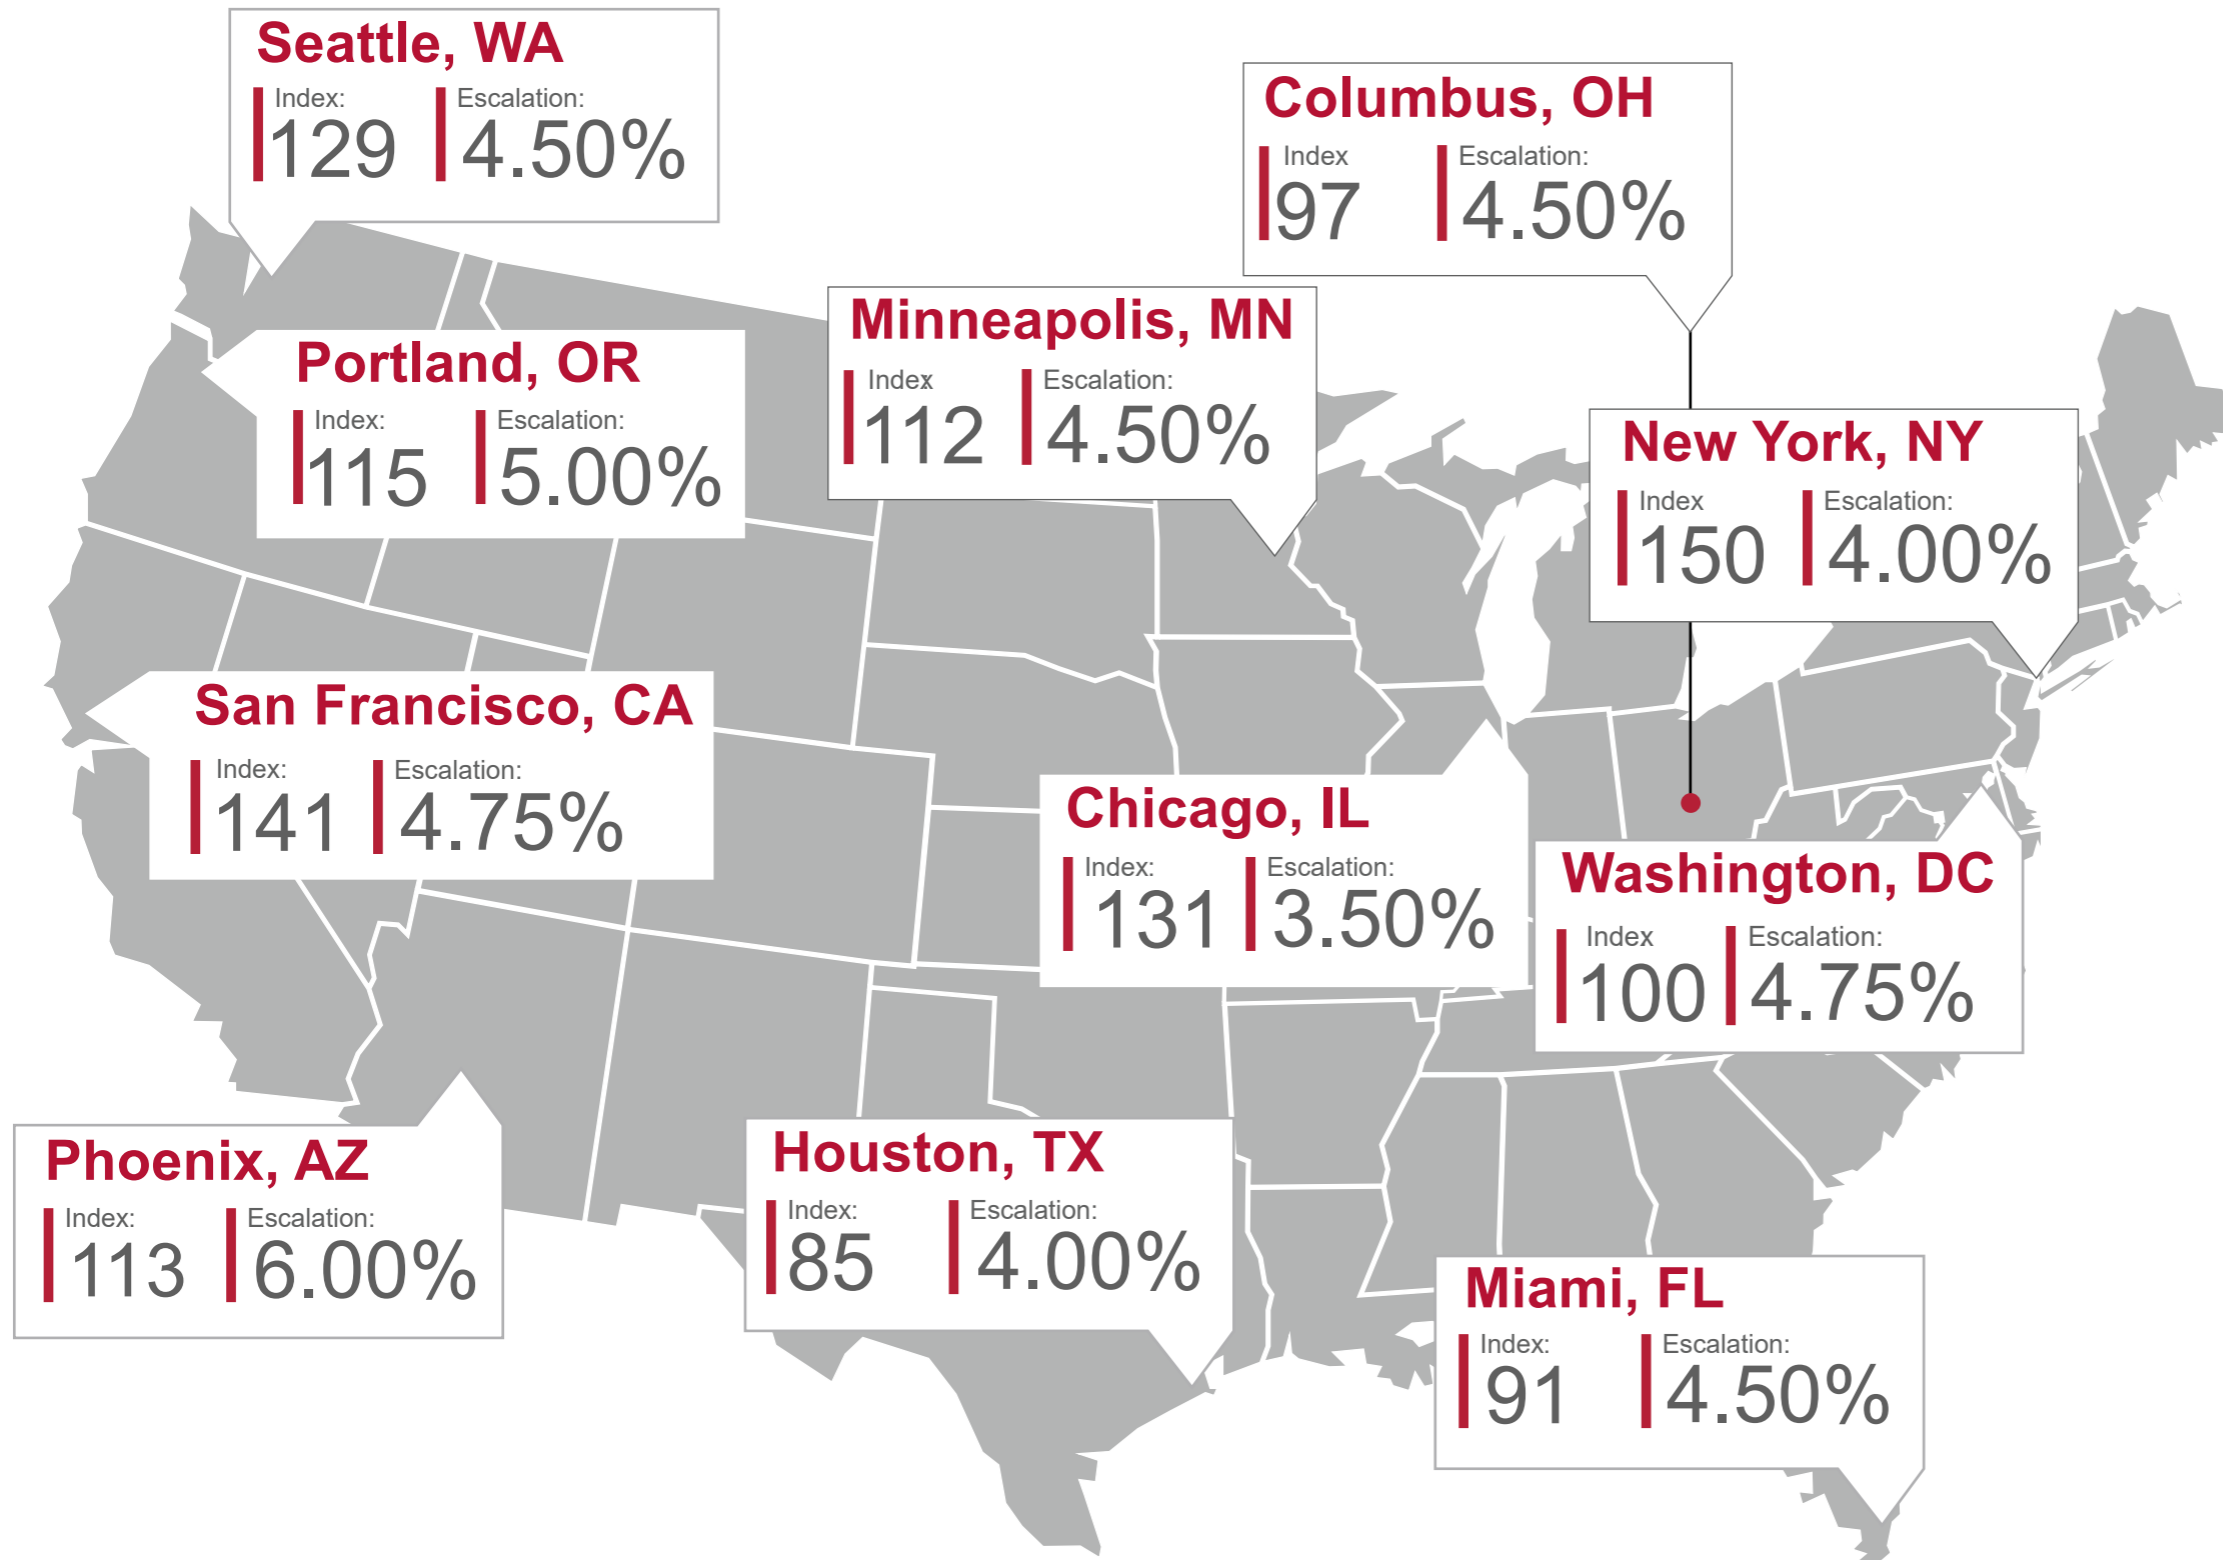 Seattle, WA
Index: Escalation:
129 4.50%
Columbus, OH
Index Escalation:
97 4.50%
Minneapolis, MN
Index Escalation:
112 4.50%
Portland, OR
Index: Escalation:
115 5.00%
New York, NY
Index Escalation:
150 4.00%
San Francisco, CA
Index: Escalation:
141 4.75%
Chicago, IL
Index: Escalation:
131 3.50%
Washington, DC
Index Escalation:
100 4.75%
Phoenix, AZ
Index: Escalation:
113 6.00%
Houston, TX
Index: Escalation:
85 4.00%
Miami, FL
Index: Escalation:
91 4.50%